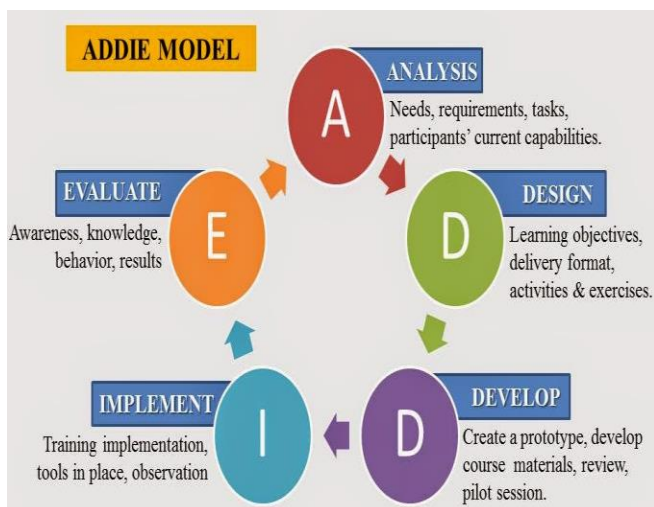 ADDIE MODEL
A
ANALYSIS
Needs, requirements, tasks,
participants' current capabilities.
D
DESIGN
Learning objectives,
delivery format,
activities & exercises.
D
DEVELOP
Create a prototype, develop
course materials, review,
pilot session.
I
IMPLEMENT
Training implementation,
tools in place, observation
E
EVALUATE
Awareness, knowledge,
behavior, results